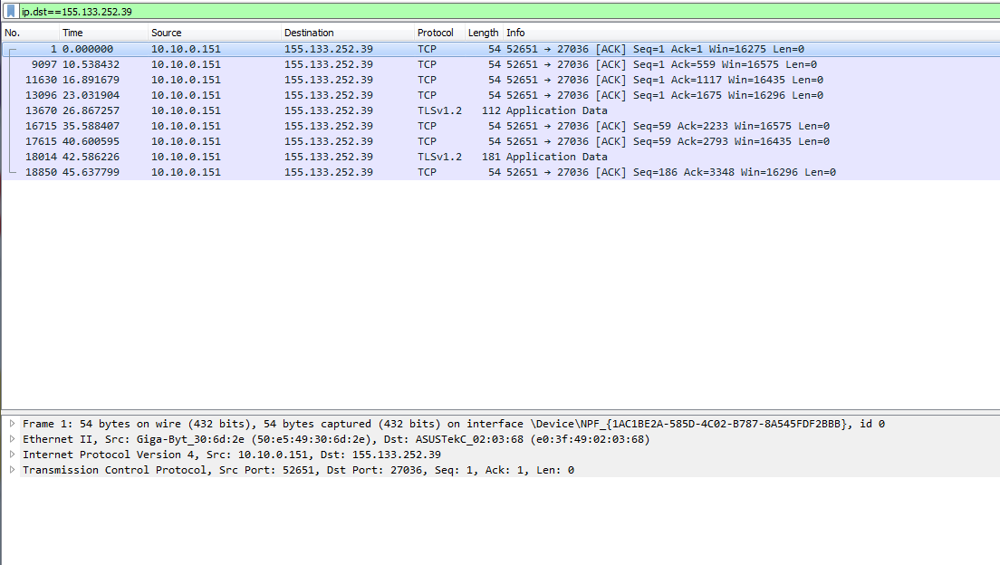 ip.dst==155.133.252.39
No. Time Source Destination Protocol Length Info
1 0.000000 10.10.0.151 155.133.252.39 TCP 54 52651 → 27036 [ACK] Seq=1 Ack=1 Win=16275 Len=0
9097 10.538432 10.10.0.151 155.133.252.39 TCP 54 52651 → 27036 [ACK] Seq=1 Ack=559 Win=16575 Len=0
11630 16.891679 10.10.0.151 155.133.252.39 TCP 54 52651 → 27036 [ACK] Seq=1 Ack=1117 Win=16435 Len=0
13096 23.031904 10.10.0.151 155.133.252.39 TCP 54 52651 → 27036 [ACK] Seq=1 Ack=1675 Win=16296 Len=0
13670 26.867257 10.10.0.151 155.133.252.39 TLSv1.2 112 Application Data
16715 35.588407 10.10.0.151 155.133.252.39 TCP 54 52651 → 27036 [ACK] Seq=59 Ack=2233 Win=16575 Len=0
17615 40.600595 10.10.0.151 155.133.252.39 TCP 54 52651 → 27036 [ACK] Seq=59 Ack=2793 Win=16435 Len=0
18014 42.586226 10.10.0.151 155.133.252.39 TLSv1.2 181 Application Data
18850 45.637799 10.10.0.151 155.133.252.39 TCP 54 52651 → 27036 [ACK] Seq=186 Ack=3348 Win=16296 Len=0
Frame 1: 54 bytes on wire (432 bits), 54 bytes captured (432 bits) on interface \Device\NPF_{1AC1BE2A-585D-4C02-B787-8A545FDF2BBB}, id 0
Ethernet II, Src: Giga-Byt_30:6d:2e (50:e5:49:30:6d:2e), Dst: ASUSTekC_02:03:68 (e0:3f:49:02:03:68)
Internet Protocol Version 4, Src: 10.10.0.151, Dst: 155.133.252.39
Transmission Control Protocol, Src Port: 52651, Dst Port: 27036, Seq: 1, Ack: 1, Len: 0